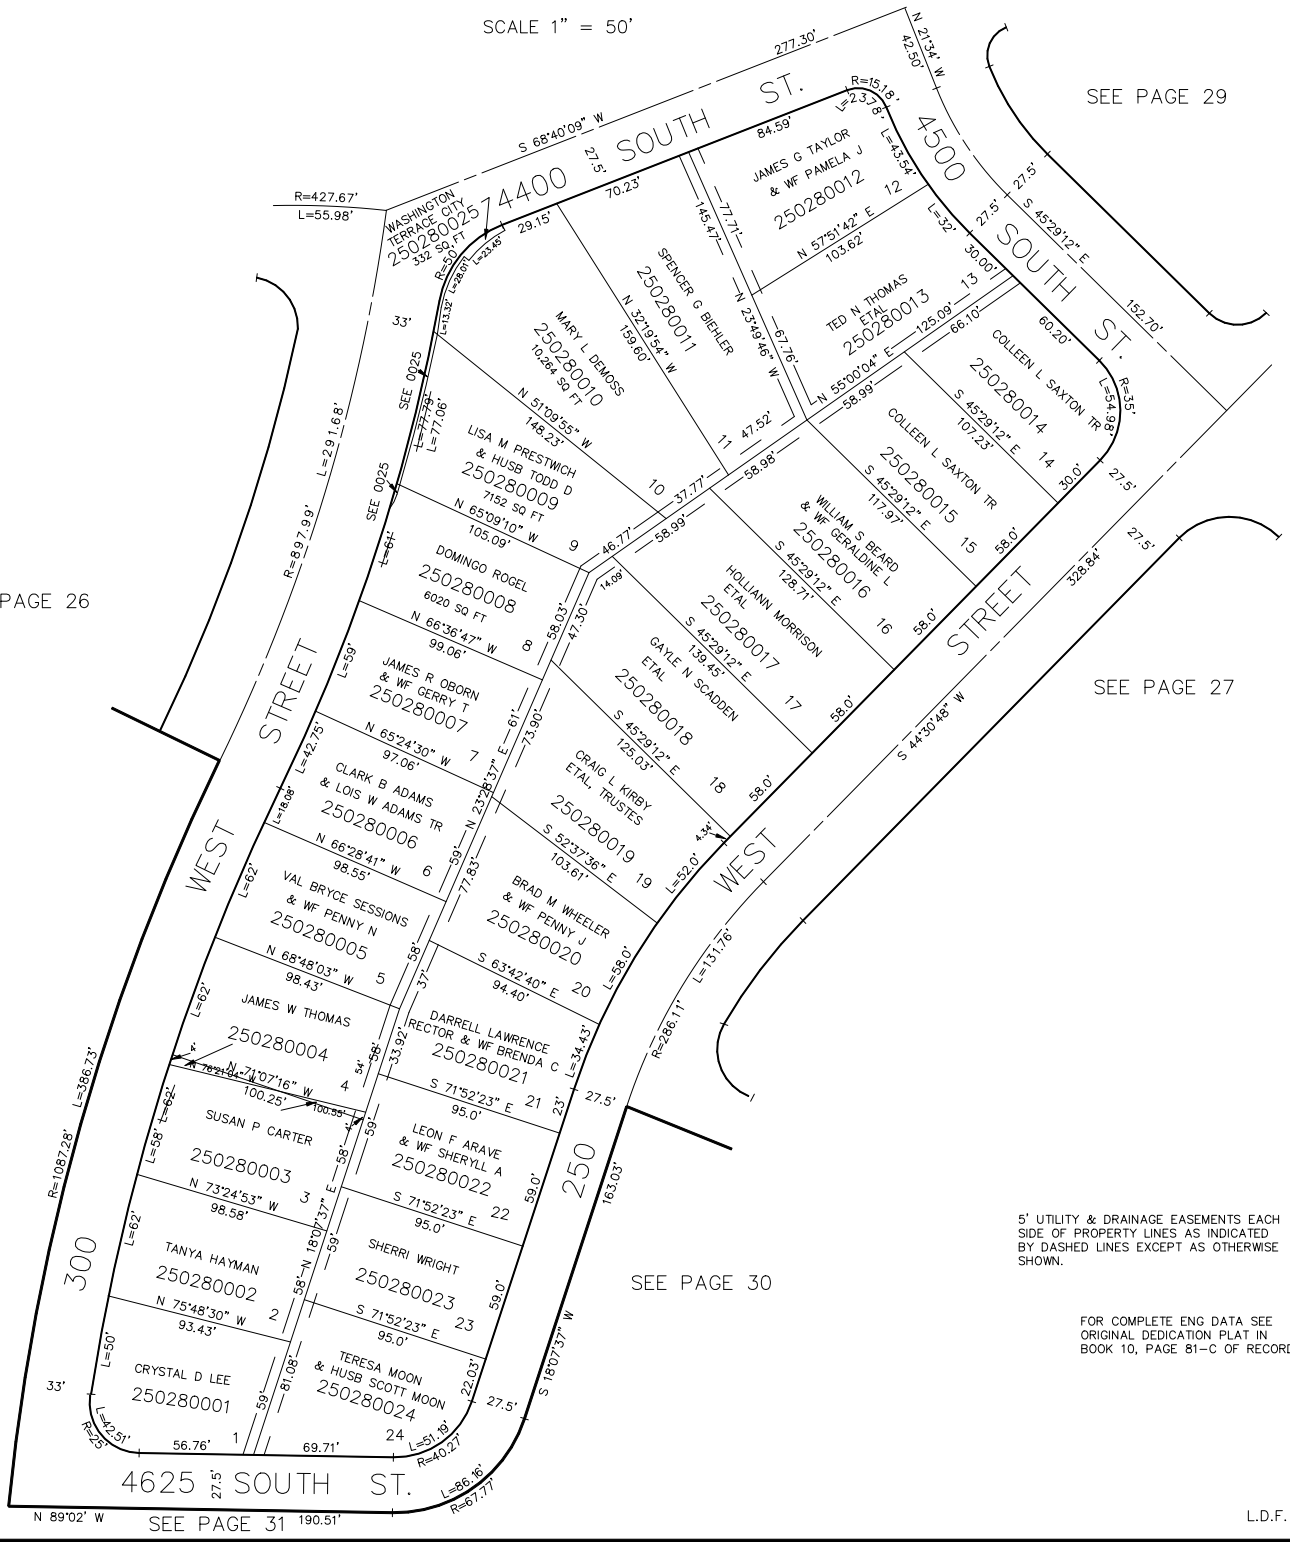 SCALE 1" = 50'
277.30'
N 21°34' W
42.50'
SEE PAGE 29
S 68°40'09" W
4400 SOUTH ST.
27.5'
R=15.18'
L=23.78'
84.59'
70.23'
29.15'
4500 SOUTH ST.
L=43.54'
L=32'
27.5'
27.5'
S 45°29'12" E
152.70'
30.00'
60.20'
R=35'
L=54.98'
27.5'
30.0'
R=427.67'
L=55.98'
WASHINGTON
TERRACE CITY
250280025
332 SQ FT
R=50'
L=28.01'
L=23.45'
L=13.32'
33'
SEE 0025
L=77.79'
L=77.06'
SEE 0025
L=291.68'
R=897.99'
JAMES G TAYLOR
& WF PAMELA J
250280012
12
77.71'
145.47'
N 57°51'42" E
103.62'
TED N THOMAS
ETAL
250280013
13
67.76'
N 23°49'46" W
N 55°00'04" E
125.09'
66.10'
58.99'
SPENCER G BIEHLER
250280011
11
47.52'
N 32°19'54" W
159.60'
MARY L DEMOSS
250280010
10,264 SQ FT
10
37.77'
58.98'
N 51°09'55" W
148.23'
LISA M PRESTWICH
& HUSB TODD D
250280009
7152 SQ FT
9
46.77'
58.99'
14.09'
N 65°09'10" W
105.09'
L=61'
DOMINGO ROGEL
250280008
6020 SQ FT
8
58.03'
47.30'
N 66°36'47" W
99.06'
L=59'
JAMES R OBORN
& WF GERRY T
250280007
7
61'
73.90'
N 23°28'37" E
N 65°24'30" W
97.06'
L=42.75'
L=18.08'
CLARK B ADAMS
& LOIS W ADAMS TR
250280006
6
59'
77.83'
N 66°28'41" W
98.55'
L=62'
VAL BRYCE SESSIONS
& WF PENNY N
250280005
5
58'
37'
N 68°48'03" W
98.43'
L=62'
JAMES W THOMAS
250280004
4
54'
58'
33.92'
4'
N 71°07'16" W
N 76°21'04" W
100.25'
100.55'
4'
L=62'
L=58'
SUSAN P CARTER
250280003
3
58'
59'
N 73°24'53" W
98.58'
L=62'
TANYA HAYMAN
250280002
2
58'
N 18°07'37" E
59'
N 75°48'30" W
93.43'
L=50'
CRYSTAL D LEE
250280001
1
59'
81.08'
33'
L=42.51'
R=25'
56.76'
69.71'
4625 SOUTH ST.
27.5'
N 89°02' W
190.51'
SEE PAGE 31
COLLEEN L SAXTON TR
250280014
14
S 45°29'12" E
107.23'
COLLEEN L SAXTON TR
250280015
15
58.0'
S 45°29'12" E
117.97'
WILLIAM S BEARD
& WF GERALDINE L
250280016
16
58.0'
S 45°29'12" E
128.71'
HOLLIANN MORRISON
ETAL
250280017
17
58.0'
S 45°29'12" E
139.45'
GAYLE N SCADDEN
ETAL
250280018
18
58.0'
S 45°29'12" E
125.03'
4.34'
CRAIG L KIRBY
ETAL, TRUSTES
250280019
19
L=52.0'
S 52°37'36" E
103.61'
BRAD M WHEELER
& WF PENNY J
250280020
20
L=58.0'
S 63°42'40" E
94.40'
DARRELL LAWRENCE
RECTOR & WF BRENDA C
250280021
21
L=34.43'
23'
27.5'
S 71°52'23" E
95.0'
LEON F ARAVE
& WF SHERYLL A
250280022
22
59.0'
S 71°52'23" E
95.0'
SHERRI WRIGHT
250280023
23
59.0'
S 71°52'23" E
95.0'
TERESA MOON
& HUSB SCOTT MOON
250280024
24
22.03'
27.5'
L=51.19'
R=40.27'
L=86.16'
R=67.77'
300 WEST STREET
L=386.73'
R=1087.28'
250 WEST STREET
S 44°30'48" W
328.84'
27.5'
L=131.76'
R=286.11'
163.03'
S 18°07'37" W
PAGE 26
SEE PAGE 27
SEE PAGE 30
5' UTILITY & DRAINAGE EASEMENTS EACH
SIDE OF PROPERTY LINES AS INDICATED
BY DASHED LINES EXCEPT AS OTHERWISE
SHOWN.
FOR COMPLETE ENG DATA SEE
ORIGINAL DEDICATION PLAT IN
BOOK 10, PAGE 81-C OF RECORD
L.D.F.